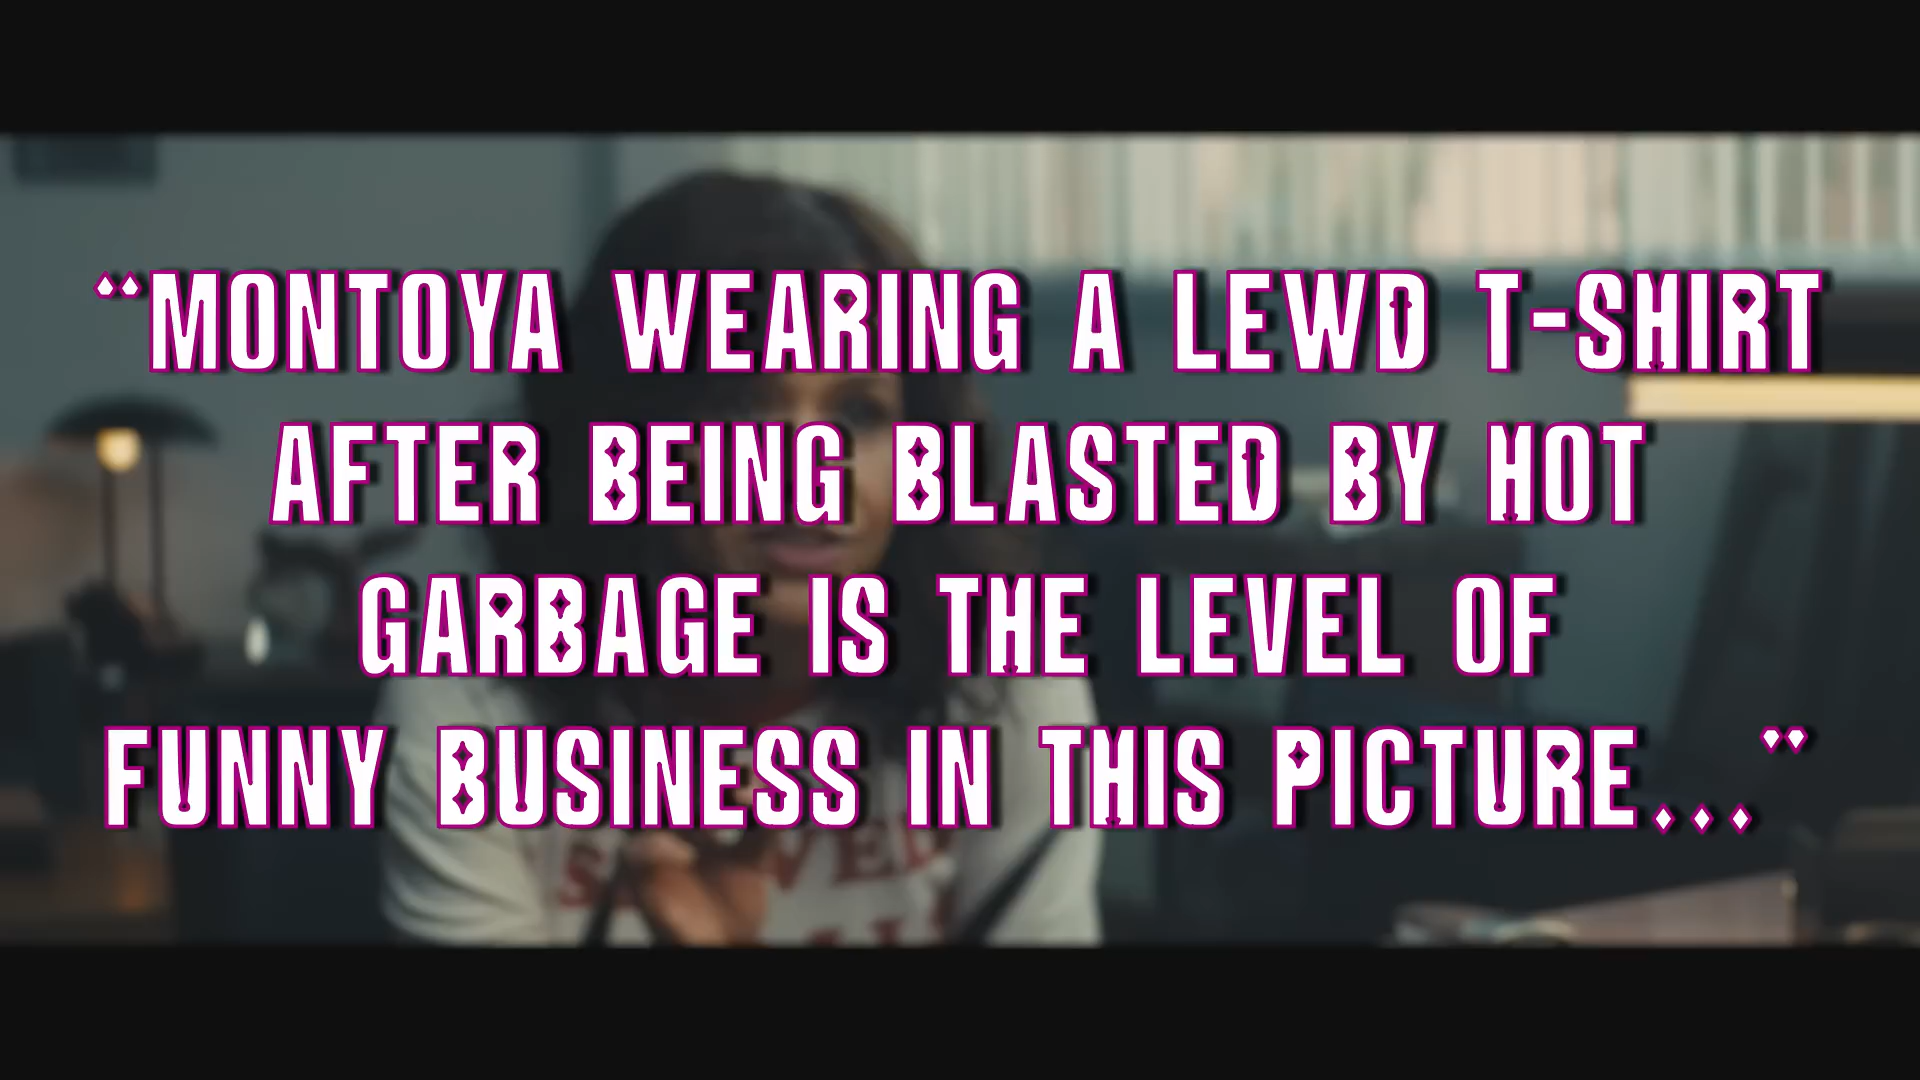 "MONTOYA WEARING A LEWD T-SHIRT
AFTER BEING BLASTED BY HOT
GARBAGE IS THE LEVEL OF
FUNNY BUSINESS IN THIS PICTURE..."